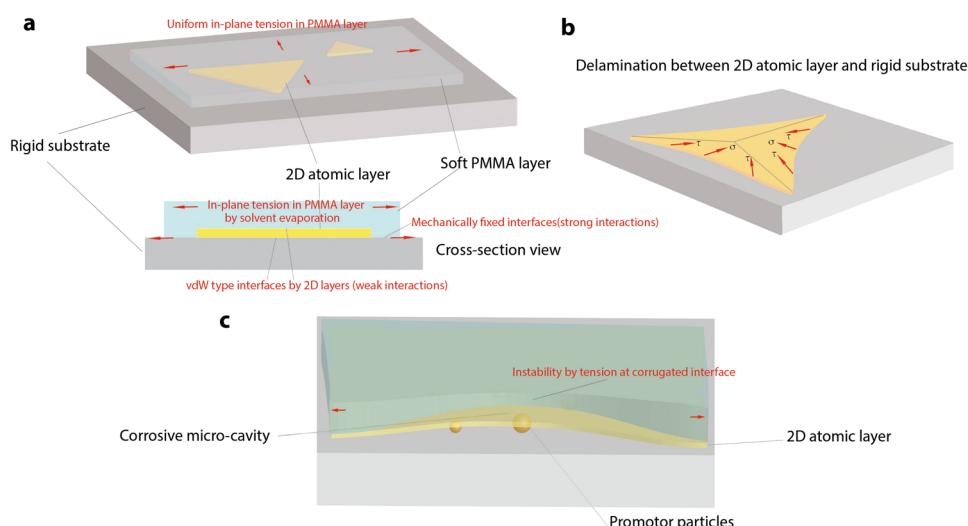 a
Uniform in-plane tension in PMMA layer
Rigid substrate
2D atomic layer
Soft PMMA layer
In-plane tension in PMMA layer
by solvent evaporation
Mechanically fixed interfaces(strong interactions)
Cross-section view
vdW type interfaces by 2D layers (weak interactions)
b
Delamination between 2D atomic layer and rigid substrate
τ
σ
τ
σ
τ
τ
c
Instability by tension at corrugated interface
Corrosive micro-cavity
2D atomic layer
Promotor particles